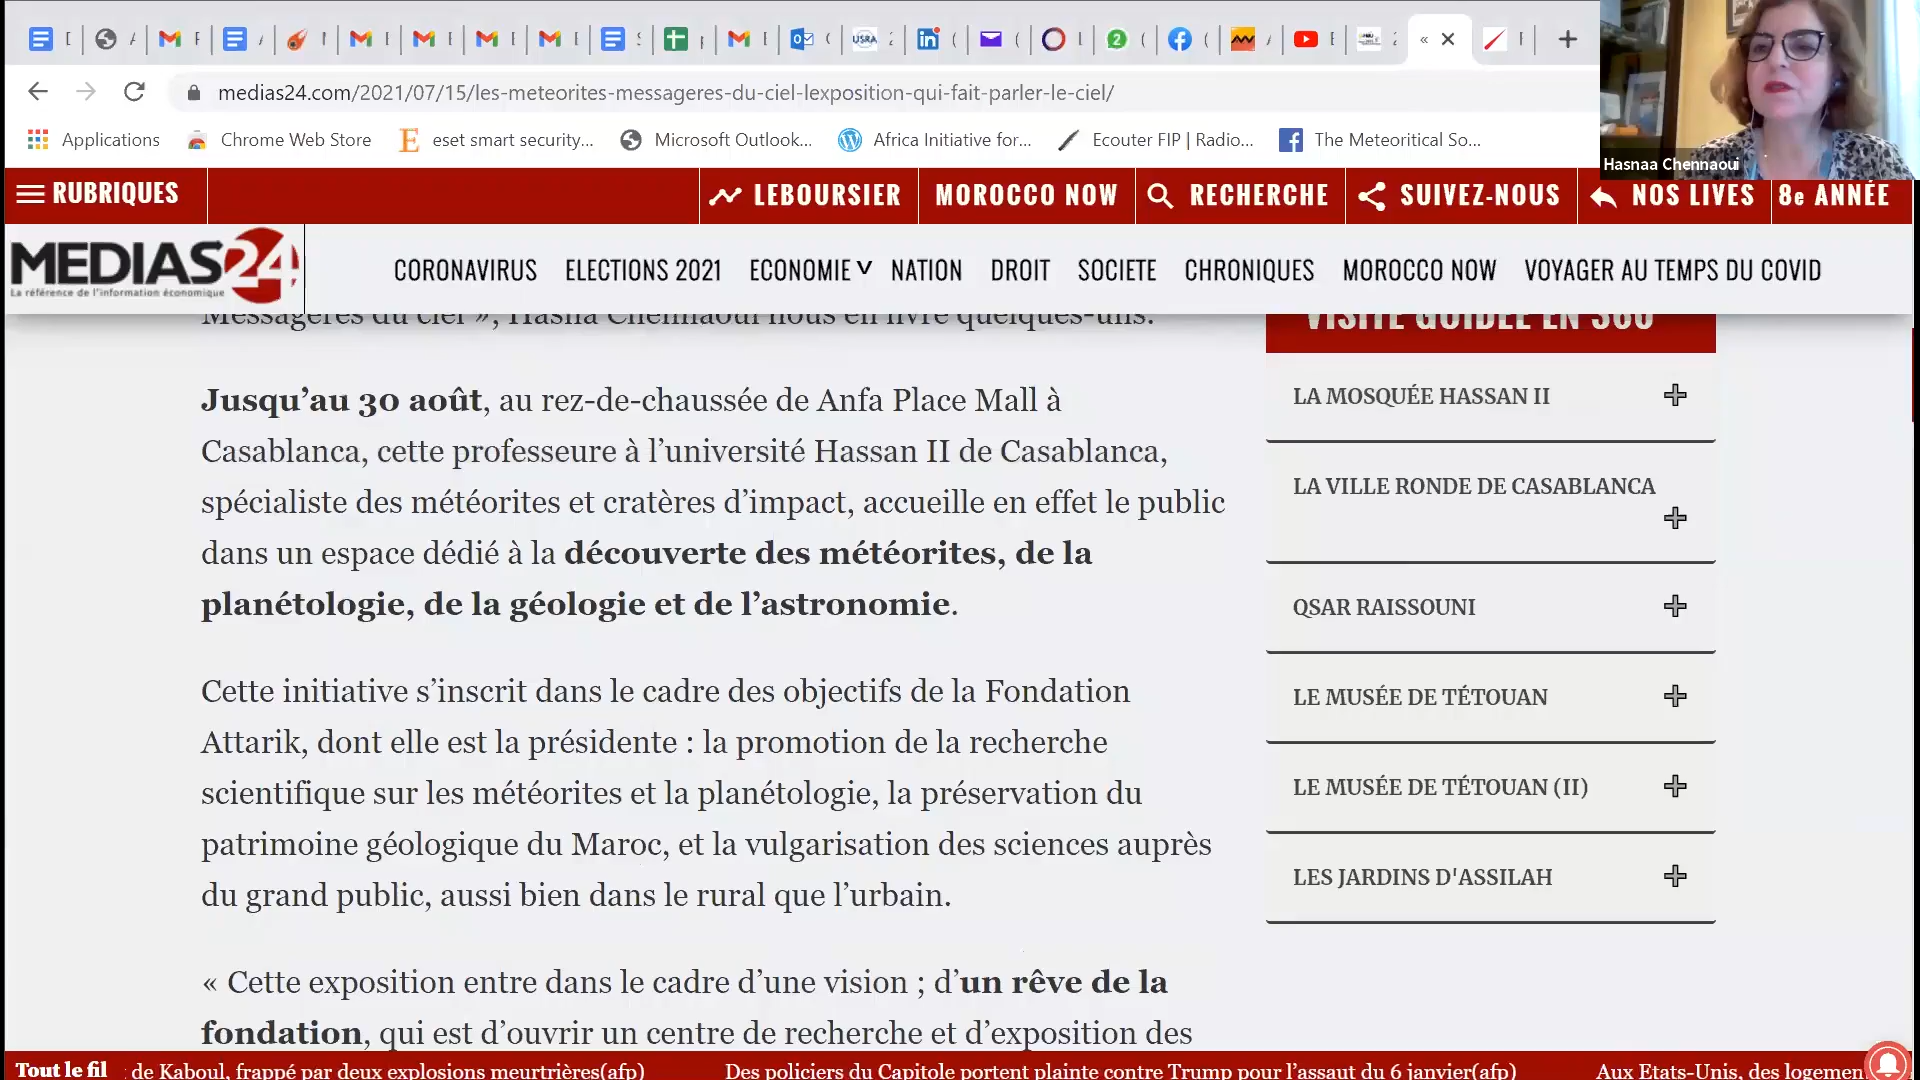 medias24.com/2021/07/15/les-meteorites-messageres-du-ciel-lexposition-qui-fait-parler-le-ciel/
Applications
Chrome Web Store
eset smart security...
Microsoft Outlook...
Africa Initiative for...
Ecouter FIP | Radio...
The Meteoritical So...
Hasnaa Chennaoui
RUBRIQUES
LEBOURSIER
MOROCCO NOW
RECHERCHE
SUIVEZ-NOUS
NOS LIVES
8e ANNÉE
MEDIAS24
La référence de l'information économique
CORONAVIRUS
ELECTIONS 2021
ECONOMIE
NATION
DROIT
SOCIETE
CHRONIQUES
MOROCCO NOW
VOYAGER AU TEMPS DU COVID
Messagères du ciel », Hasna Chennaoui nous en livre quelques-uns.
Jusqu’au 30 août, au rez-de-chaussée de Anfa Place Mall à
Casablanca, cette professeure à l’université Hassan II de Casablanca,
spécialiste des météorites et cratères d’impact, accueille en effet le public
dans un espace dédié à la découverte des météorites, de la
planétologie, de la géologie et de l’astronomie.
Cette initiative s’inscrit dans le cadre des objectifs de la Fondation
Attarik, dont elle est la présidente : la promotion de la recherche
scientifique sur les météorites et la planétologie, la préservation du
patrimoine géologique du Maroc, et la vulgarisation des sciences auprès
du grand public, aussi bien dans le rural que l’urbain.
« Cette exposition entre dans le cadre d’une vision ; d’un rêve de la
fondation, qui est d’ouvrir un centre de recherche et d’exposition des
VISITE GUIDÉE EN 360
LA MOSQUÉE HASSAN II
LA VILLE RONDE DE CASABLANCA
QSAR RAISSOUNI
LE MUSÉE DE TÉTOUAN
LE MUSÉE DE TÉTOUAN (II)
LES JARDINS D'ASSILAH
Tout le fil
de Kaboul, frappé par deux explosions meurtrières(afp)
Des policiers du Capitole portent plainte contre Trump pour l’assaut du 6 janvier(afp)
Aux Etats-Unis, des logemen